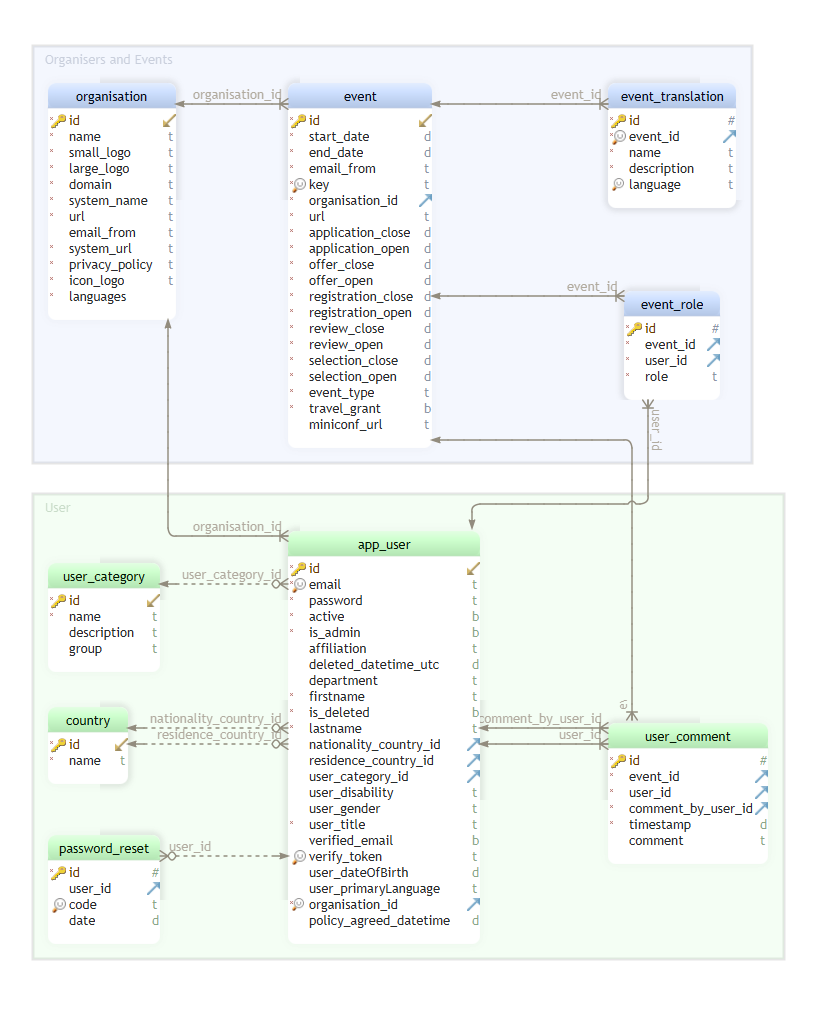 Organisers and Events
organisation
id
name t
small_logo t
large_logo t
domain t
system_name t
url t
email_from t
system_url t
privacy_policy t
icon_logo t
languages
organisation_id
event
id
start_date d
end_date d
email_from t
key t
organisation_id
url t
application_close d
application_open d
offer_close d
offer_open d
registration_close d
registration_open d
review_close d
review_open d
selection_close d
selection_open d
event_type t
travel_grant b
miniconf_url t
event_id
event_translation
id #
event_id
name t
description t
language t
event_id
event_role
id #
event_id
user_id
role t
user_id
User
organisation_id
user_category
id
name t
description t
group t
user_category_id
country
id
name t
nationality_country_id
residence_country_id
password_reset
id #
user_id
code t
date d
user_id
app_user
id
email t
password t
active b
is_admin b
affiliation t
deleted_datetime_utc d
department t
firstname t
is_deleted b
lastname t
nationality_country_id
residence_country_id
user_category_id
user_disability t
user_gender t
user_title t
verified_email b
verify_token t
user_dateOfBirth d
user_primaryLanguage t
organisation_id
policy_agreed_datetime d
comment_by_user_id
user_id
ev
user_comment
id #
event_id
user_id
comment_by_user_id
timestamp d
comment t